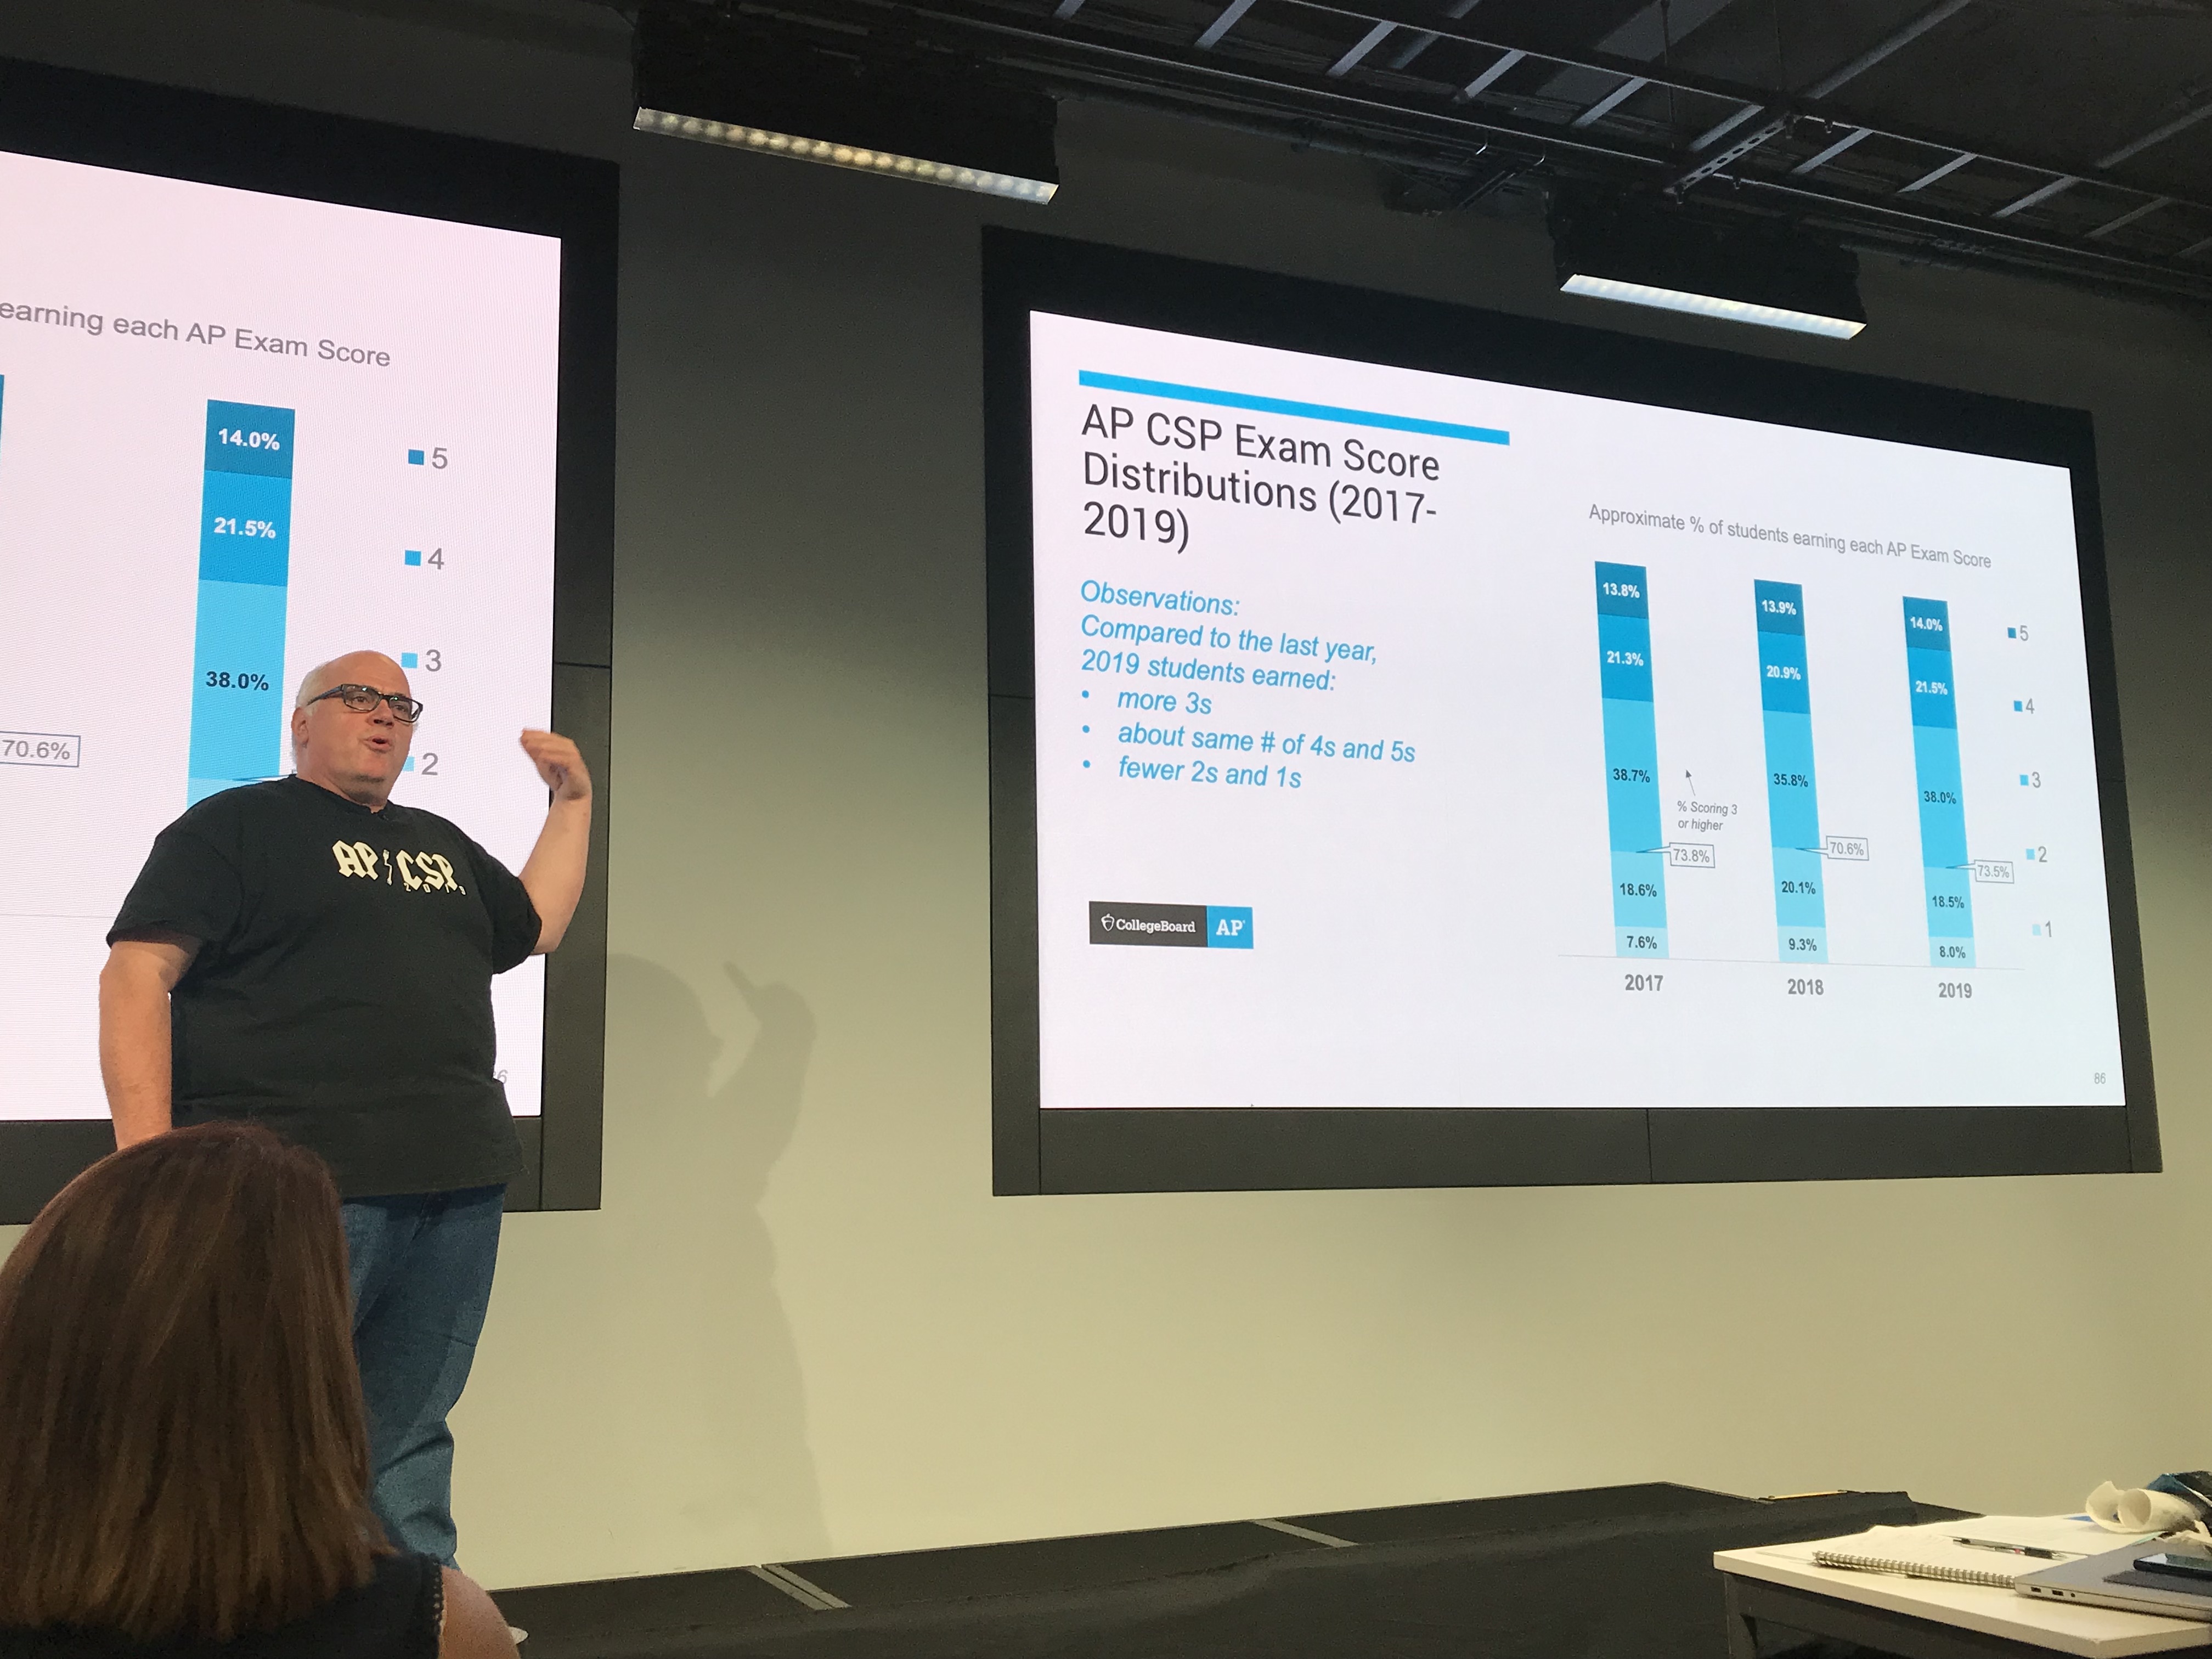 earning each AP Exam Score
14.0%
21.5%
38.0%
70.6%
5
4
3
2
AP CSP
2019
AP CSP Exam Score
Distributions (2017-
2019)
Observations:
Compared to the last year,
2019 students earned:
• more 3s
• about same # of 4s and 5s
• fewer 2s and 1s
CollegeBoard AP
Approximate % of students earning each AP Exam Score
13.8%
21.3%
38.7%
18.6%
7.6%
2017
% Scoring 3
or higher
73.8%
13.9%
20.9%
35.8%
20.1%
9.3%
2018
70.6%
14.0%
21.5%
38.0%
18.5%
8.0%
2019
73.5%
5
4
3
2
1
86